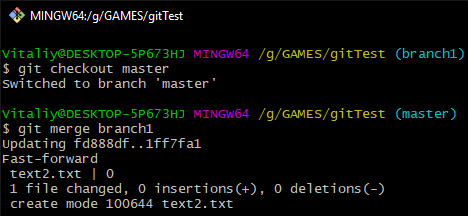 MINGW64:/g/GAMES/gitTest
Vitaliy@DESKTOP-5P673HJ MINGW64 /g/GAMES/gitTest (branch1)
$ git checkout master
Switched to branch 'master'
Vitaliy@DESKTOP-5P673HJ MINGW64 /g/GAMES/gitTest (master)
$ git merge branch1
Updating fd888df..1ff7fa1
Fast-forward
 text2.txt | 0
 1 file changed, 0 insertions(+), 0 deletions(-)
 create mode 100644 text2.txt